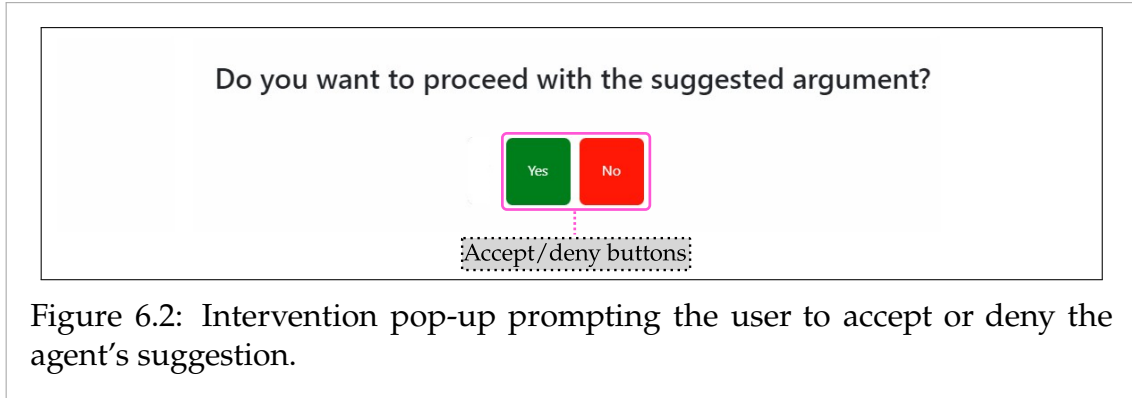 Do you want to proceed with the suggested argument?
Yes No
Accept/deny buttons
Figure 6.2: Intervention pop-up prompting the user to accept or deny the
agent's suggestion.